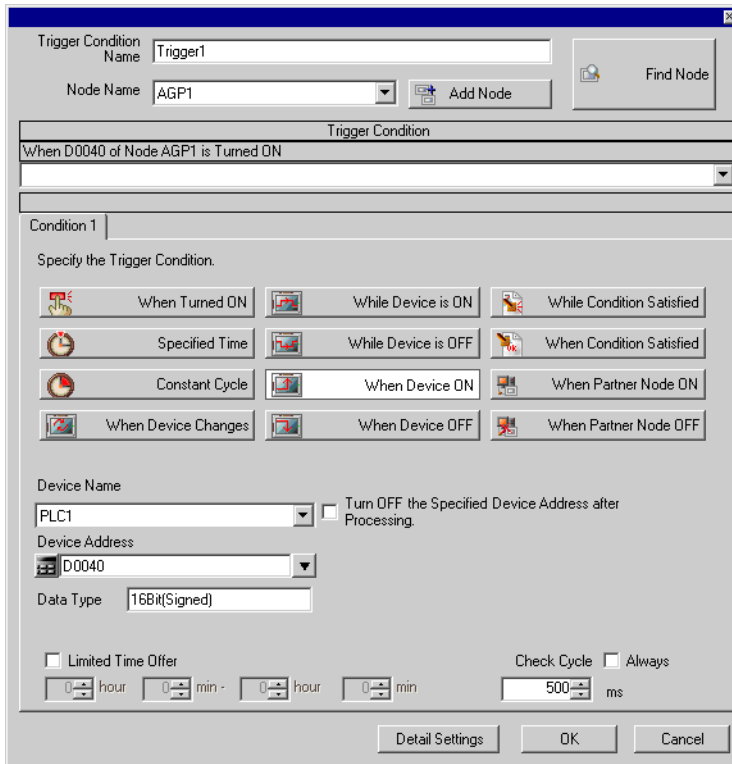 Trigger Condition
Name
Trigger1
Find Node
Node Name
AGP1
Add Node
Trigger Condition
When D0040 of Node AGP1 is Turned ON
Condition 1
Specify the Trigger Condition.
When Turned ON
While Device is ON
While Condition Satisfied
Specified Time
While Device is OFF
When Condition Satisfied
Constant Cycle
When Device ON
When Partner Node ON
When Device Changes
When Device OFF
When Partner Node OFF
Device Name
PLC1
Turn OFF the Specified Device Address after
Processing.
Device Address
D0040
Data Type
16Bit(Signed)
Limited Time Offer
Check Cycle
Always
0 hour 0 min - 0 hour 0 min
500 ms
Detail Settings
OK
Cancel